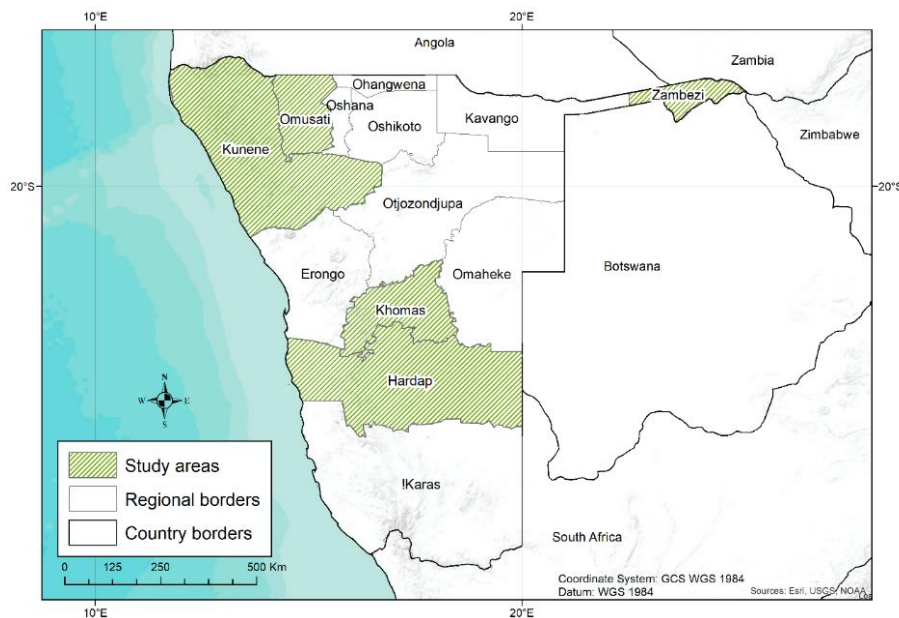 10°E
20°E
Angola
Zambia
Ohangwena
Zambezi
Oshana
Omusati
Oshikoto
Kavango
Zimbabwe
Kunene
20°S
20°S
Otjozondjupa
Erongo
Omaheke
Botswana
Khomas
Hardap
N
W
E
S
Study areas
Regional borders
Country borders
0 125 250 500 Km
!Karas
South Africa
Coordinate System: GCS WGS 1984
Datum: WGS 1984
Sources: Esri, USGS, NOAA
10°E
20°E